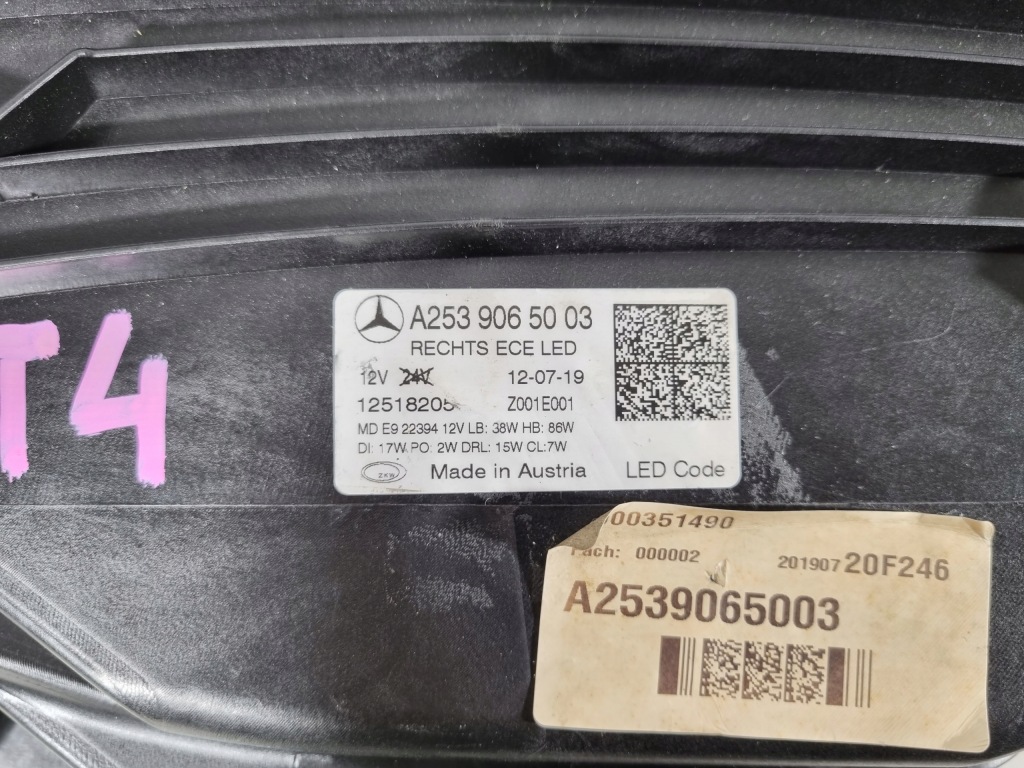 T4
A253 906 50 03
RECHTS ECE LED
12V 24V 12-07-19
12518205 Z001E001
MD E9 22394 12V LB: 38W HB: 86W
DI: 17W PO: 2W DRL: 15W CL:7W
ZKW Made in Austria LED Code
00351490
Fach: 000002 201907 20F246
A2539065003